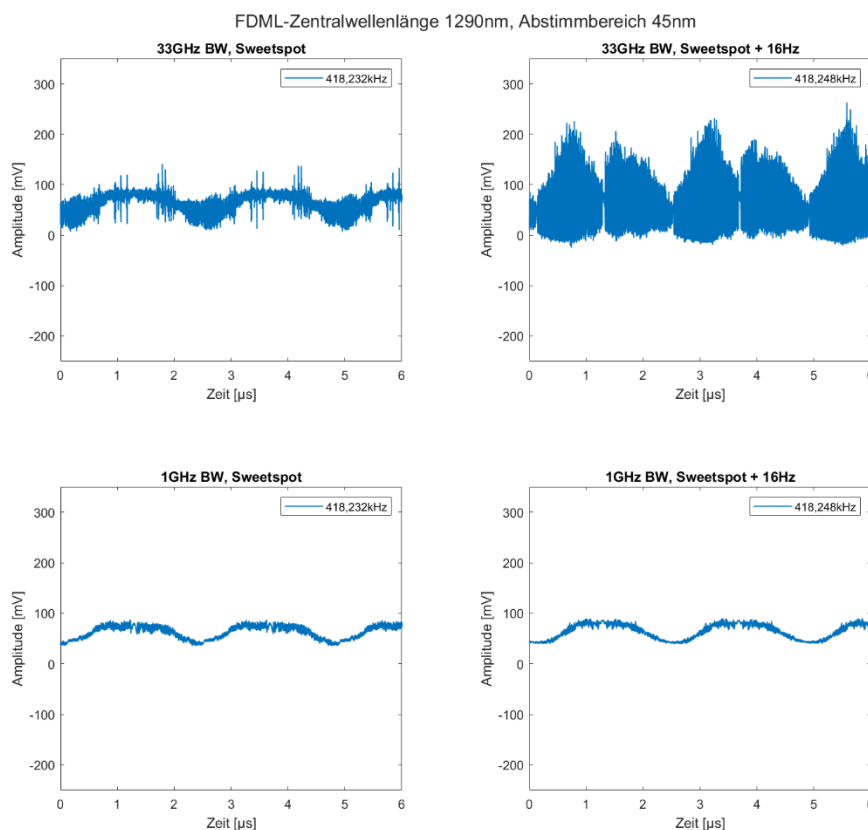 FDML-Zentralwellenlänge 1290nm, Abstimmbereich 45nm
33GHz BW, Sweetspot
418,232kHz
300
200
100
0
-100
-200
Amplitude [mV]
0 1 2 3 4 5 6
Zeit [µs]
33GHz BW, Sweetspot + 16Hz
418,248kHz
300
200
100
0
-100
-200
Amplitude [mV]
0 1 2 3 4 5 6
Zeit [µs]
1GHz BW, Sweetspot
418,232kHz
300
200
100
0
-100
-200
Amplitude [mV]
0 1 2 3 4 5 6
Zeit [µs]
1GHz BW, Sweetspot + 16Hz
418,248kHz
300
200
100
0
-100
-200
Amplitude [mV]
0 1 2 3 4 5 6
Zeit [µs]